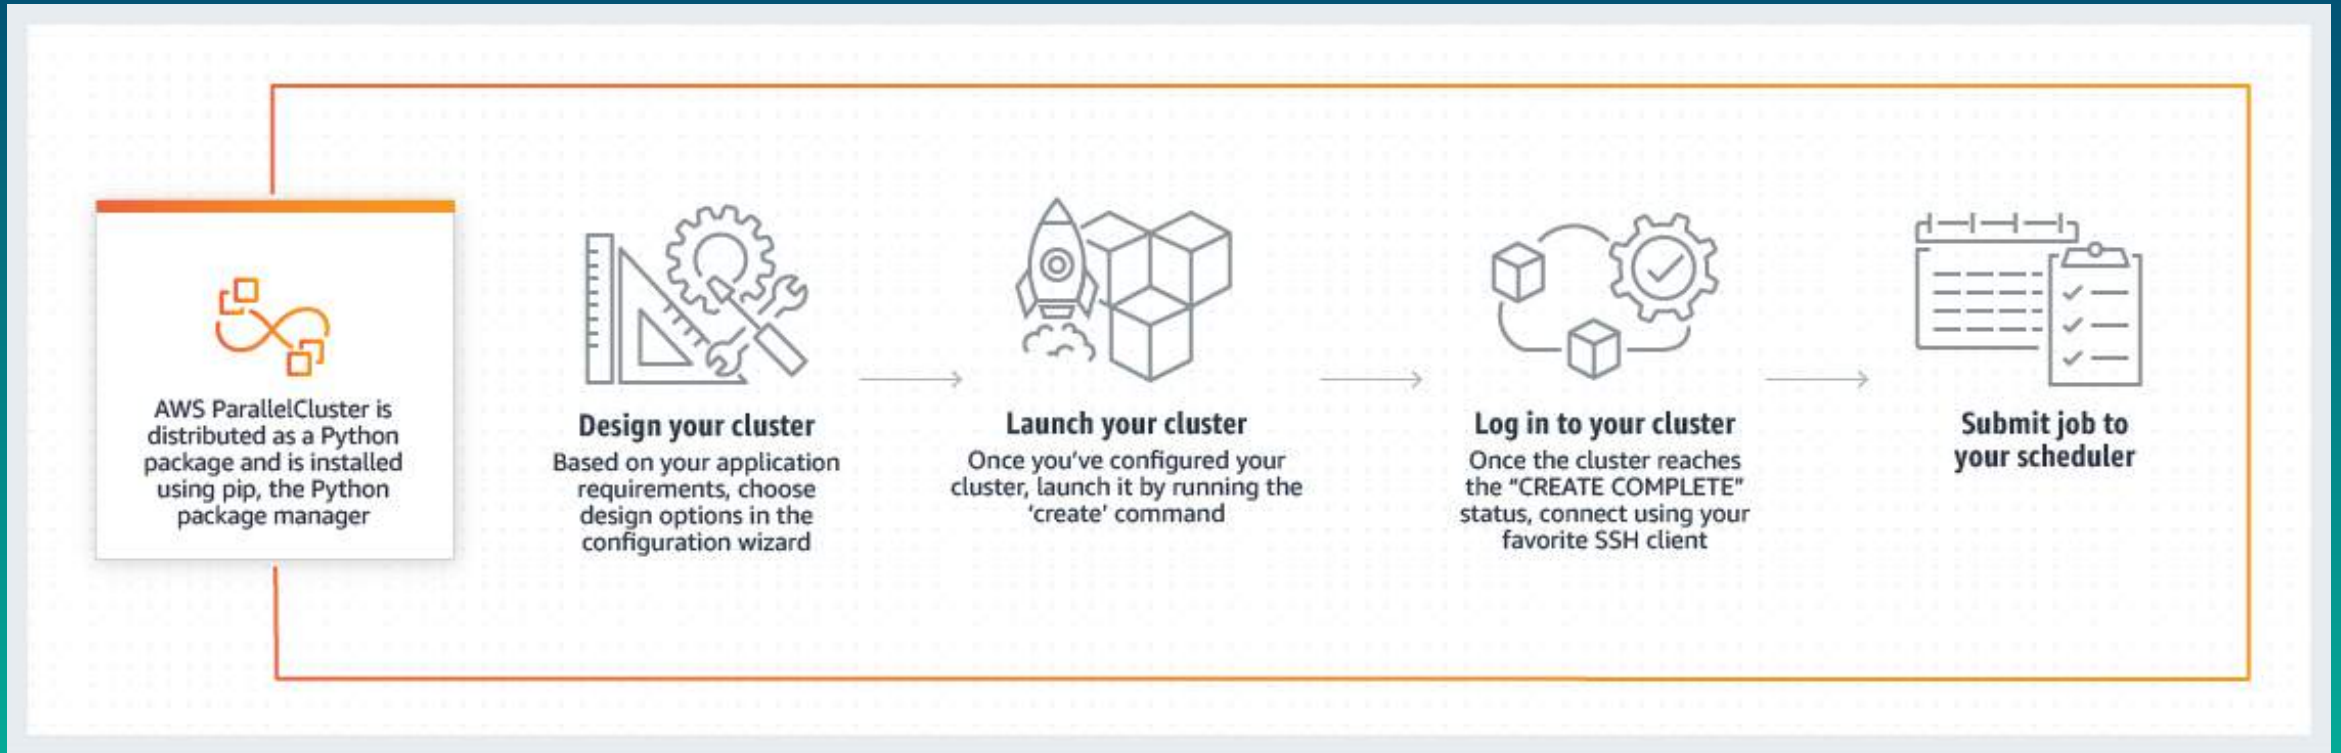 AWS ParallelCluster is
distributed as a Python
package and is installed
using pip, the Python
package manager
Design your cluster
Based on your application
requirements, choose
design options in the
configuration wizard
Launch your cluster
Once you've configured your
cluster, launch it by running the
'create' command
Log in to your cluster
Once the cluster reaches
the "CREATE COMPLETE"
status, connect using your
favorite SSH client
Submit job to
your scheduler